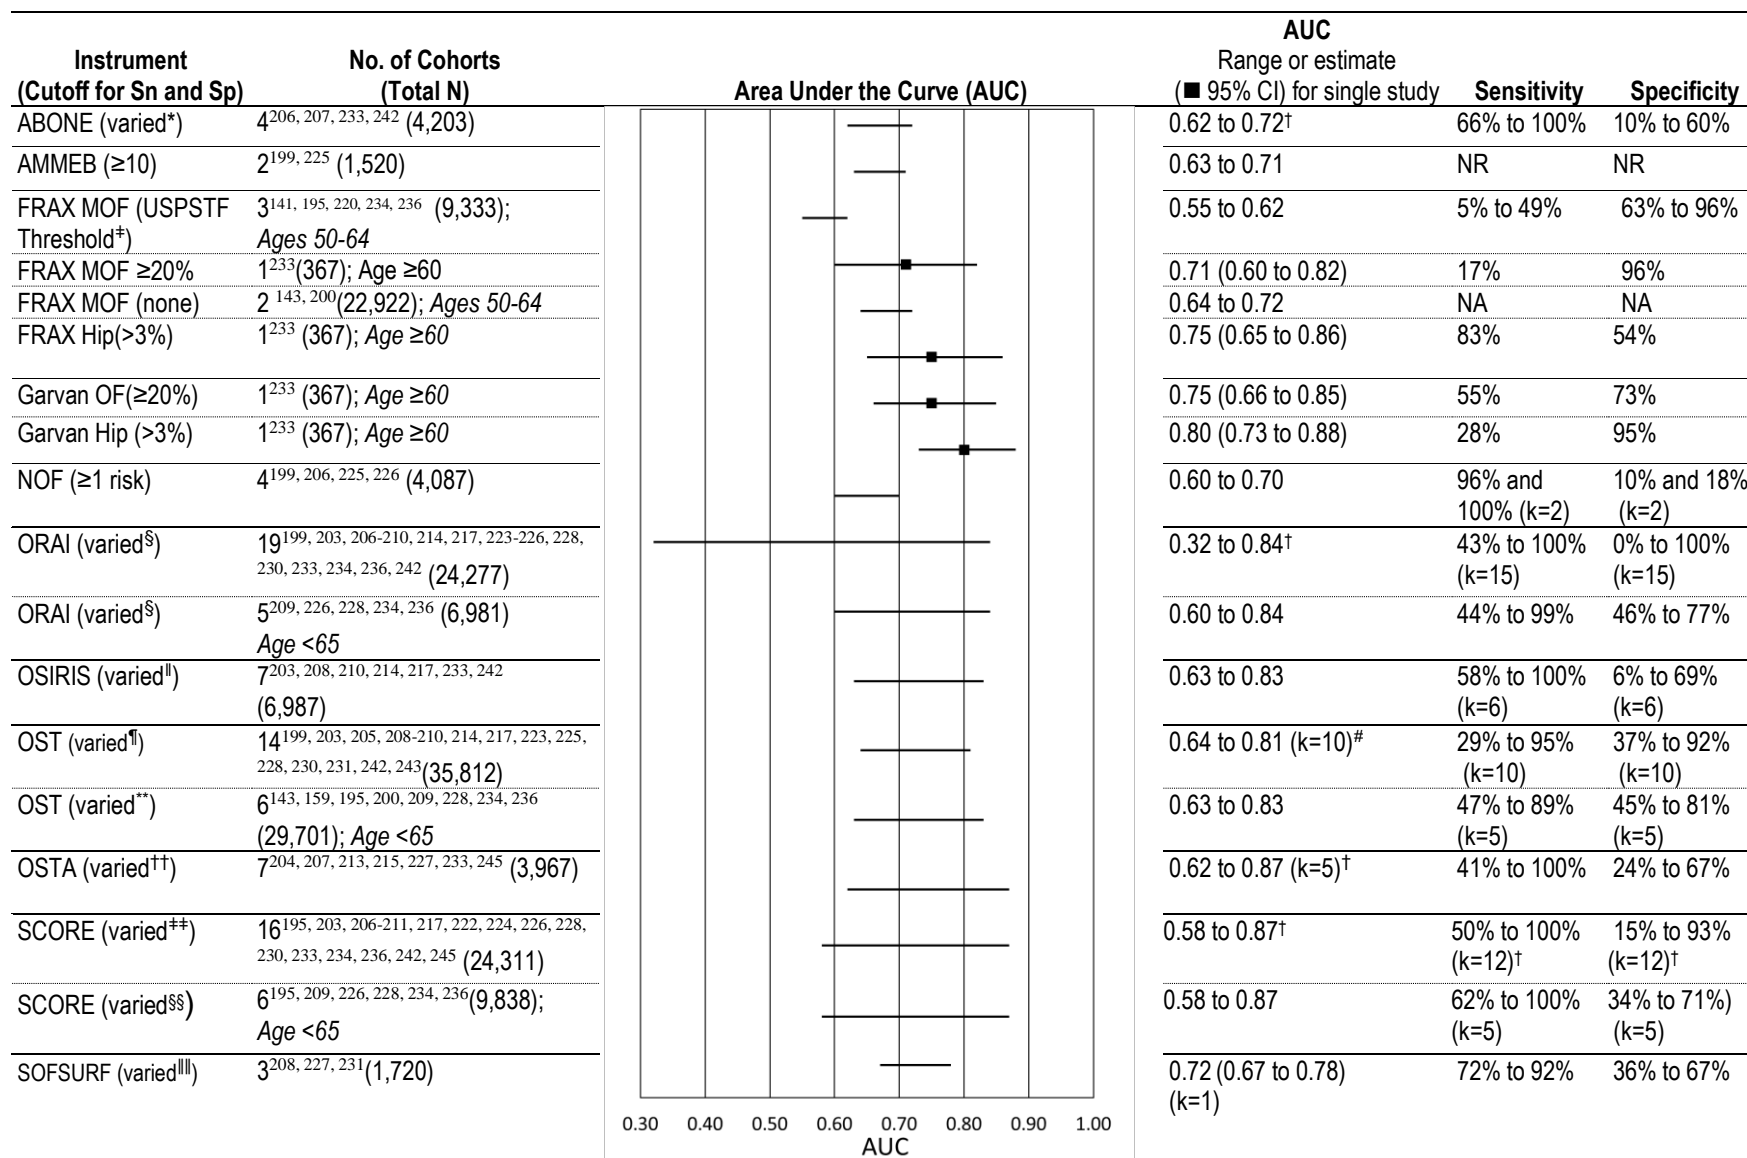 AUC
Instrument No. of Cohorts Range or estimate
(Cutoff for Sn and Sp) (Total N) Area Under the Curve (AUC) (■ 95% CI) for single study Sensitivity Specificity
ABONE (varied*) 4206, 207, 233, 242 (4,203) 0.62 to 0.72† 66% to 100% 10% to 60%
AMMEB (≥10) 2199, 225 (1,520) 0.63 to 0.71 NR NR
FRAX MOF (USPSTF 3141, 195, 220, 234, 236 (9,333); 0.55 to 0.62 5% to 49% 63% to 96%
Threshold‡) Ages 50-64
FRAX MOF ≥20% 1233(367); Age ≥60 0.71 (0.60 to 0.82) 17% 96%
FRAX MOF (none) 2 143, 200(22,922); Ages 50-64 0.64 to 0.72 NA NA
FRAX Hip(>3%) 1233 (367); Age ≥60 0.75 (0.65 to 0.86) 83% 54%
Garvan OF(≥20%) 1233 (367); Age ≥60 0.75 (0.66 to 0.85) 55% 73%
Garvan Hip (>3%) 1233 (367); Age ≥60 0.80 (0.73 to 0.88) 28% 95%
NOF (≥1 risk) 4199, 206, 225, 226 (4,087) 0.60 to 0.70 96% and 10% and 18%
100% (k=2) (k=2)
ORAI (varied§) 19199, 203, 206-210, 214, 217, 223-226, 228, 0.32 to 0.84† 43% to 100% 0% to 100%
230, 233, 234, 236, 242 (24,277) (k=15) (k=15)
ORAI (varied§) 5209, 226, 228, 234, 236 (6,981) 0.60 to 0.84 44% to 99% 46% to 77%
Age <65
OSIRIS (varied‖) 7203, 208, 210, 214, 217, 233, 242 0.63 to 0.83 58% to 100% 6% to 69%
(6,987) (k=6) (k=6)
OST (varied¶) 14199, 203, 205, 208-210, 214, 217, 223, 225, 0.64 to 0.81 (k=10)# 29% to 95% 37% to 92%
228, 230, 231, 242, 243(35,812) (k=10) (k=10)
OST (varied**) 6143, 159, 195, 200, 209, 228, 234, 236 0.63 to 0.83 47% to 89% 45% to 81%
(29,701); Age <65 (k=5) (k=5)
OSTA (varied††) 7204, 207, 213, 215, 227, 233, 245 (3,967) 0.62 to 0.87 (k=5)† 41% to 100% 24% to 67%
SCORE (varied‡‡) 16195, 203, 206-211, 217, 222, 224, 226, 228, 0.58 to 0.87† 50% to 100% 15% to 93%
230, 233, 234, 236, 242, 245 (24,311) (k=12)† (k=12)†
SCORE (varied§§) 6195, 209, 226, 228, 234, 236(9,838); 0.58 to 0.87 62% to 100% 34% to 71%)
Age <65 (k=5) (k=5)
SOFSURF (varied‖‖) 3208, 227, 231(1,720) 0.72 (0.67 to 0.78) 72% to 92% 36% to 67%
(k=1)
0.30 0.40 0.50 0.60 0.70 0.80 0.90 1.00
AUC